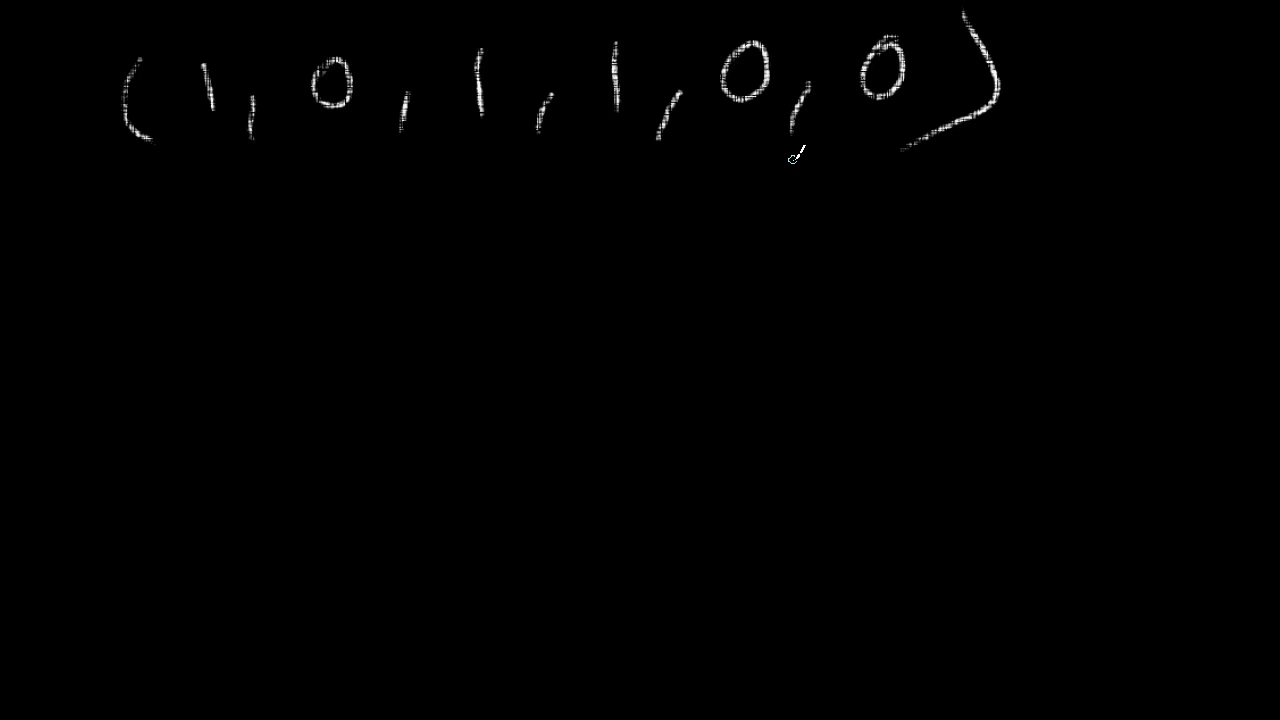 (1, 0, 1, 1, 0, 0)